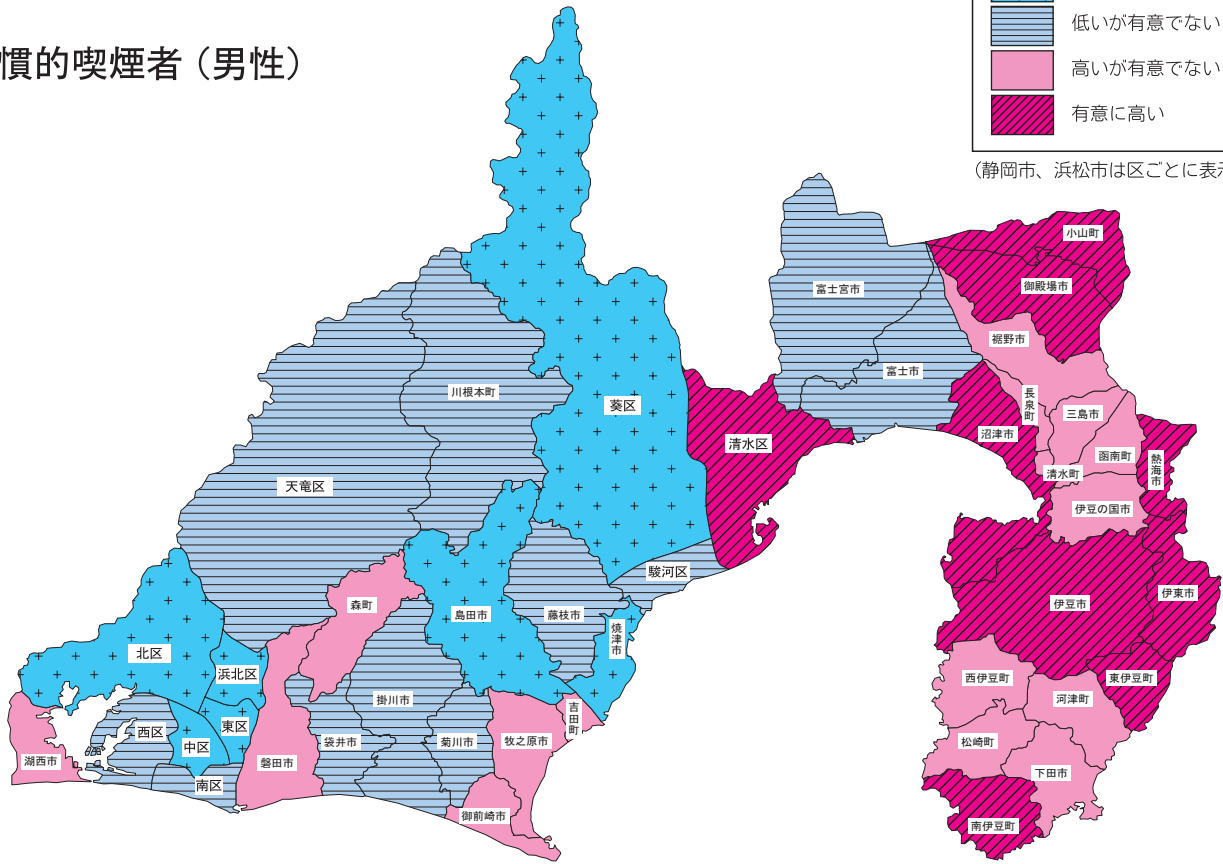 慣的喫煙者（男性）
低いが有意でない
高いが有意でない
有意に高い
（静岡市、浜松市は区ごとに表示
小山町
御殿場市
富士宮市
裾野市
富士市
川根本町
長泉町
葵区
三島市
沼津市
清水区
函南町
熱海市
清水町
天竜区
伊豆の国市
駿河区
伊東市
森町
伊豆市
島田市
藤枝市
焼津市
北区
浜北区
西伊豆町
東伊豆町
掛川市
河津町
吉田町
東区
西区
袋井市
菊川市
牧之原市
松崎町
中区
湖西市
磐田市
下田市
南区
御前崎市
南伊豆町